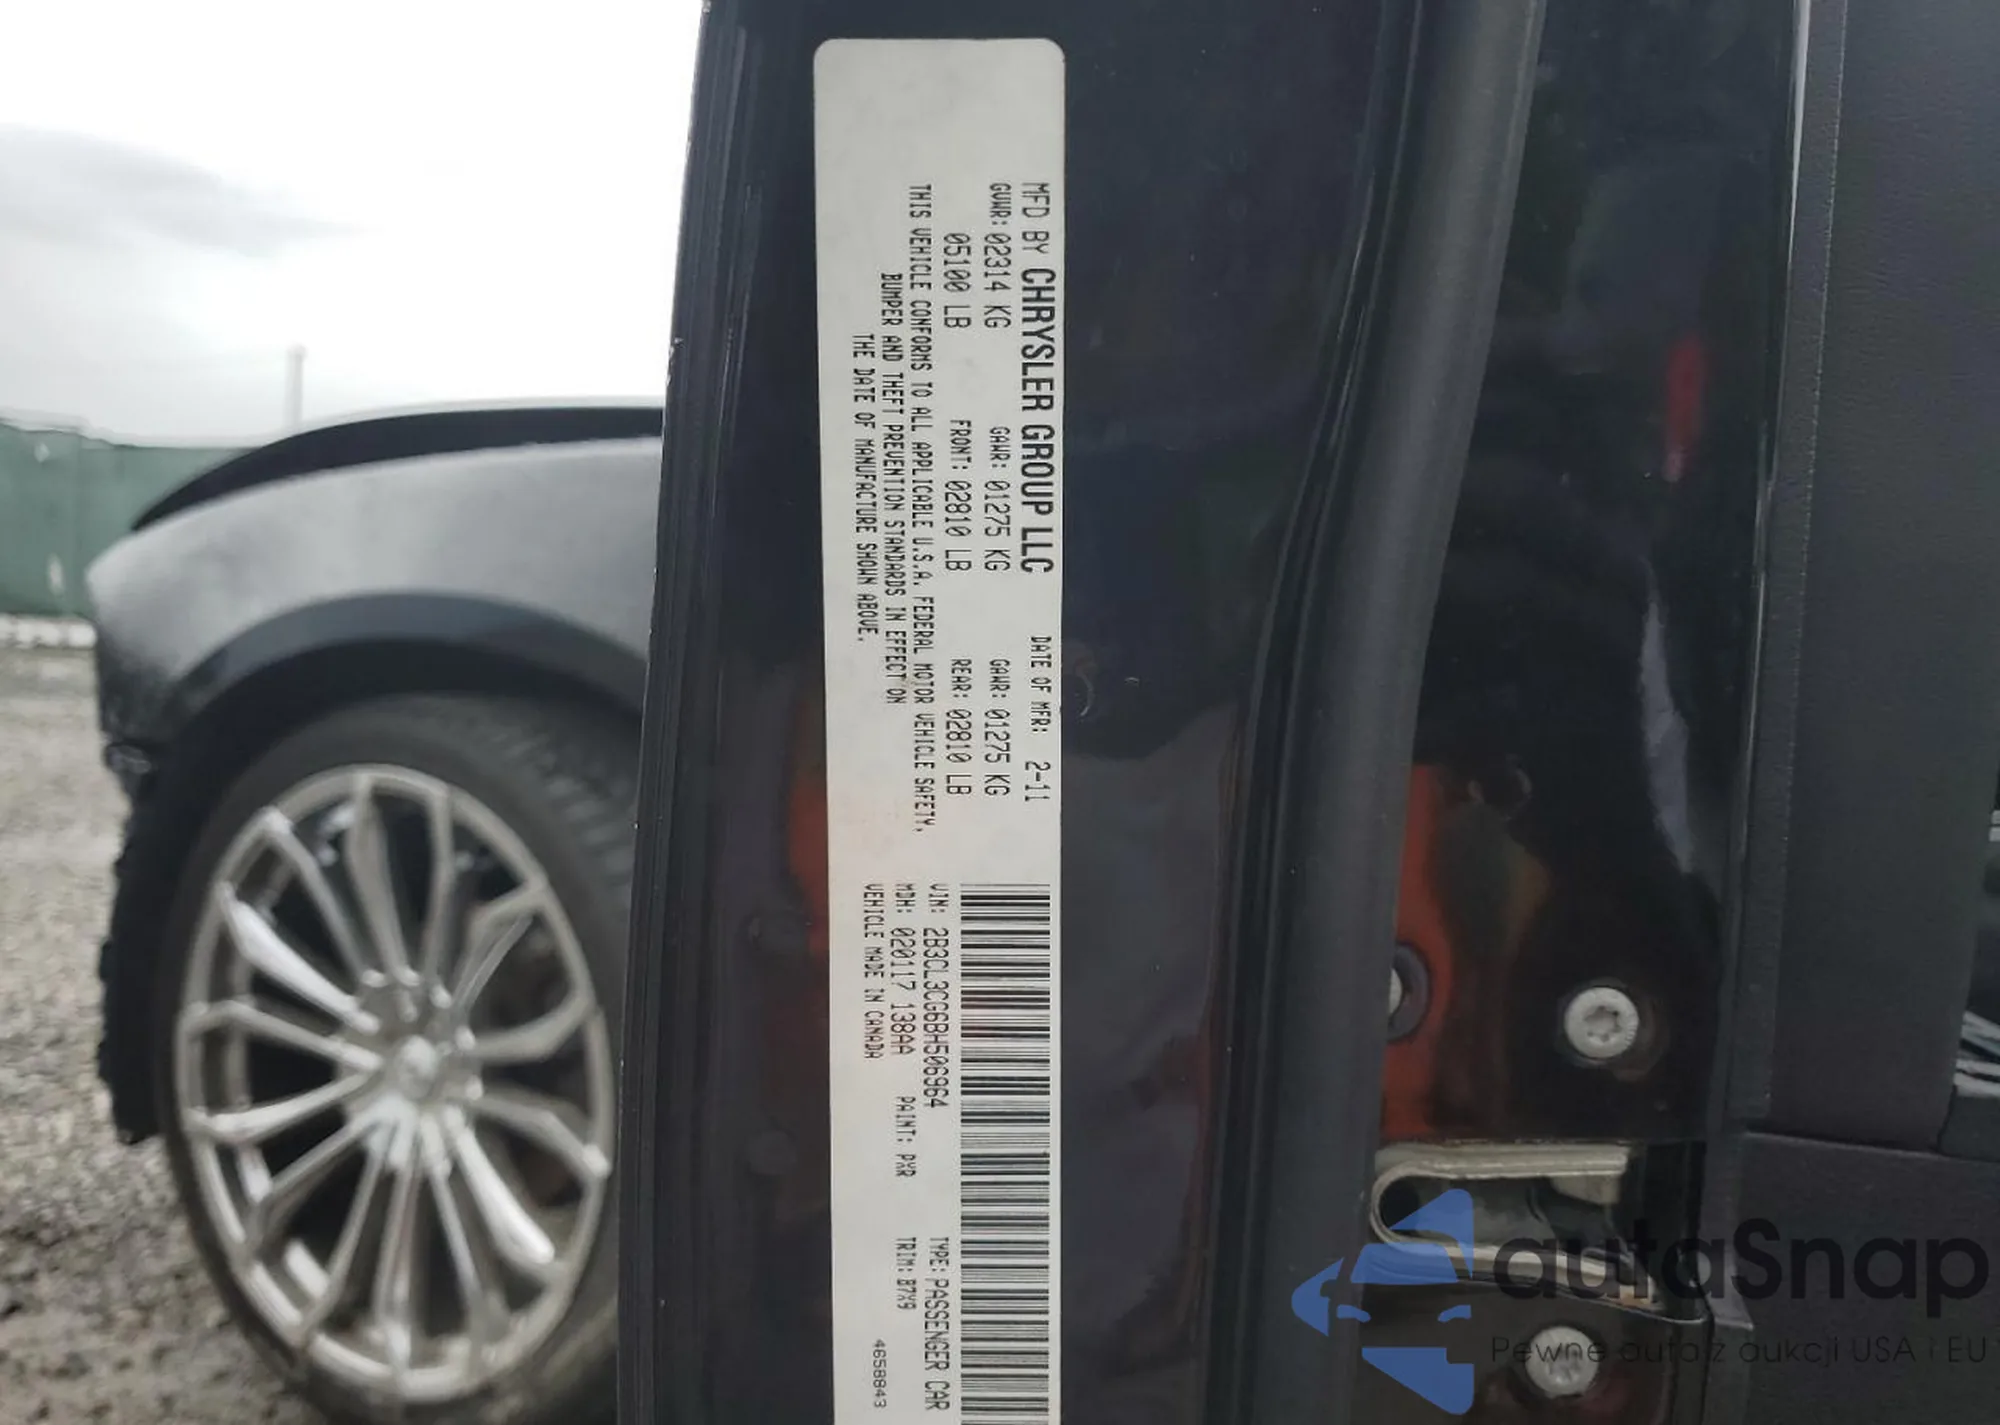 MFD BY CHRYSLER GROUP LLC DATE OF MFR: 2-11
GVWR: 02314 KG GAWR: 01275 KG GAWR: 01275 KG
05100 LB FRONT: 02810 LB REAR: 02810 LB
THIS VEHICLE CONFORMS TO ALL APPLICABLE U.S.A. FEDERAL MOTOR VEHICLE SAFETY,
BUMPER AND THEFT PREVENTION STANDARDS IN EFFECT ON
THE DATE OF MANUFACTURE SHOWN ABOVE.
VIN: 2B3CL3CG6BH506964 TYPE: PASSENGER CAR
MDH: 020117 138AA PAINT: PXR TRIM: B7X9
VEHICLE MADE IN CANADA 4658843
autaSnap
Pewne auta z aukcji USA i EU